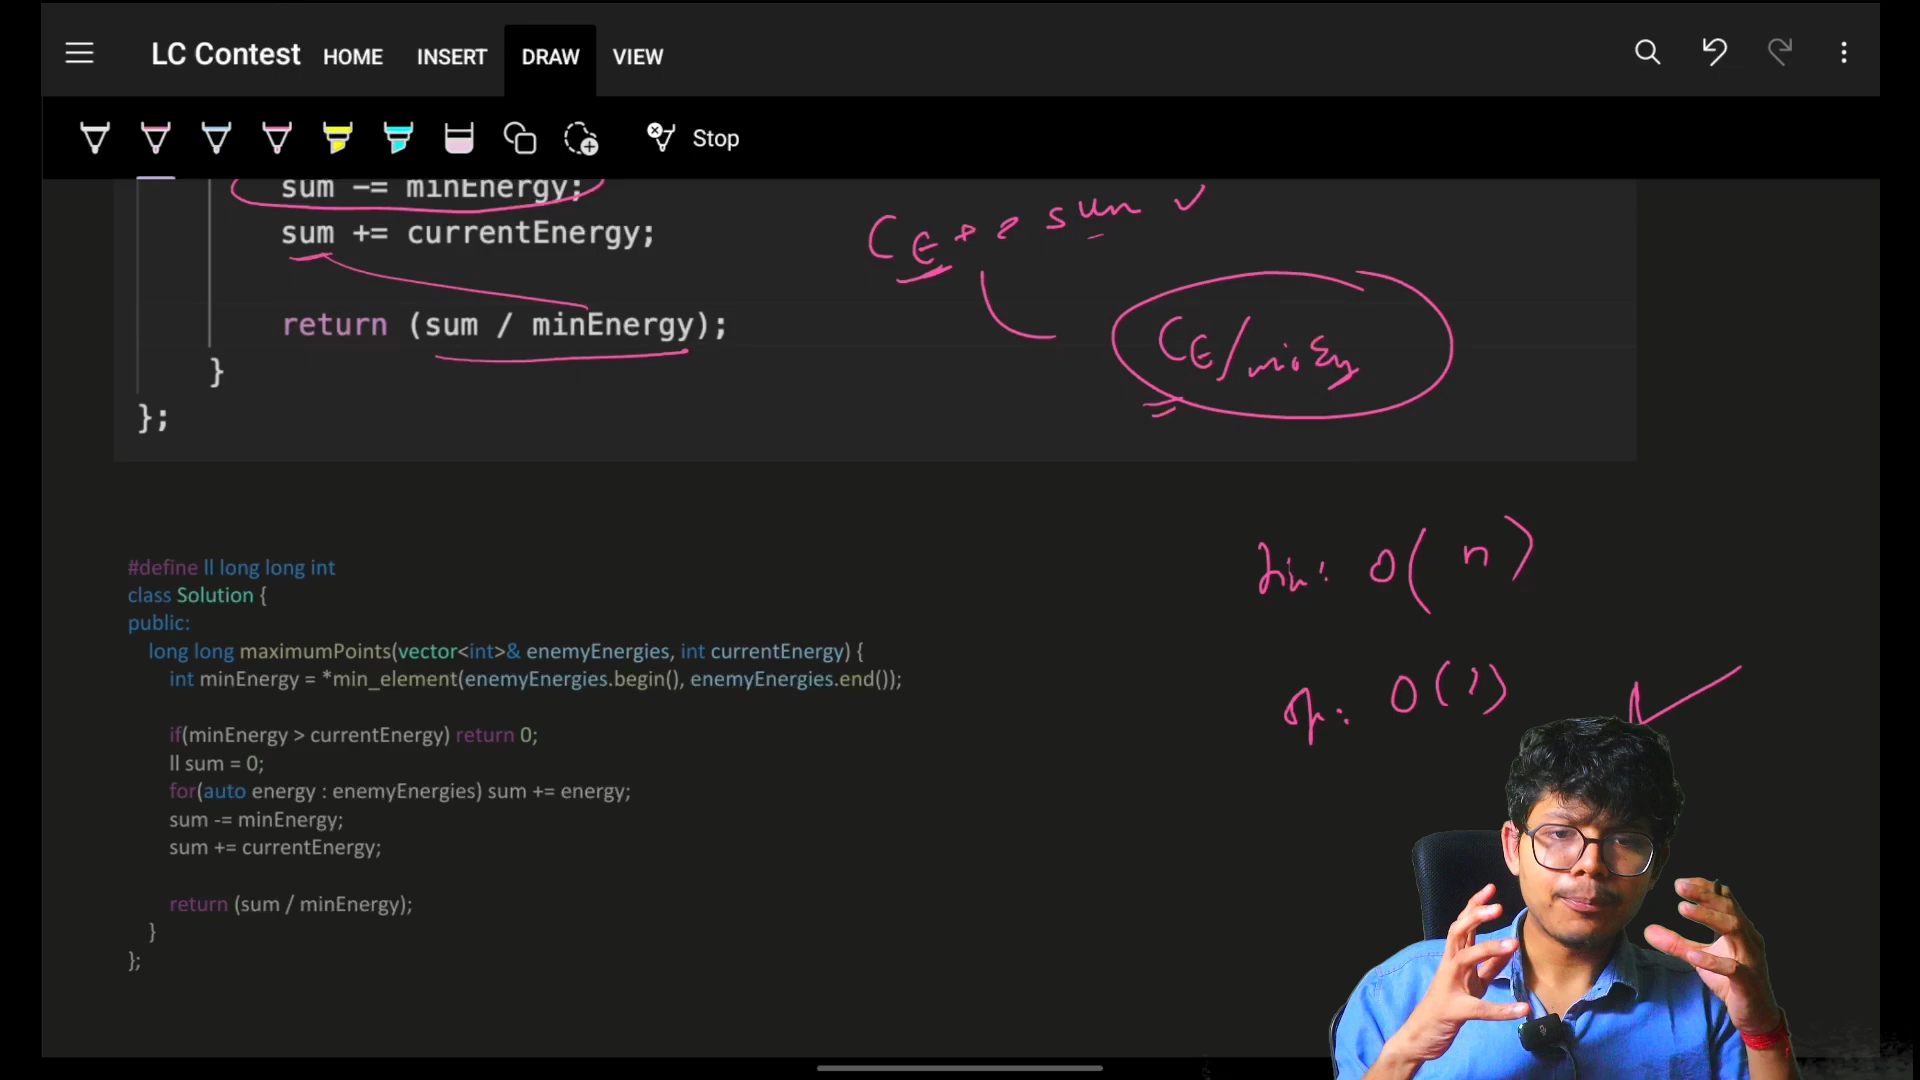 LC Contest HOME INSERT DRAW VIEW
Stop
sum -= minEnergy;
sum += currentEnergy;
return (sum / minEnergy);
}
};
CE + sum
CE/
O(n)
O(1)
#define ll long long int
class Solution {
public:
long long maximumPoints(vector<int>& enemyEnergies, int currentEnergy) {
int minEnergy = *min_element(enemyEnergies.begin(), enemyEnergies.end());
if(minEnergy > currentEnergy) return 0;
ll sum = 0;
for(auto energy : enemyEnergies) sum += energy;
sum -= minEnergy;
sum += currentEnergy;
return (sum / minEnergy);
}
};